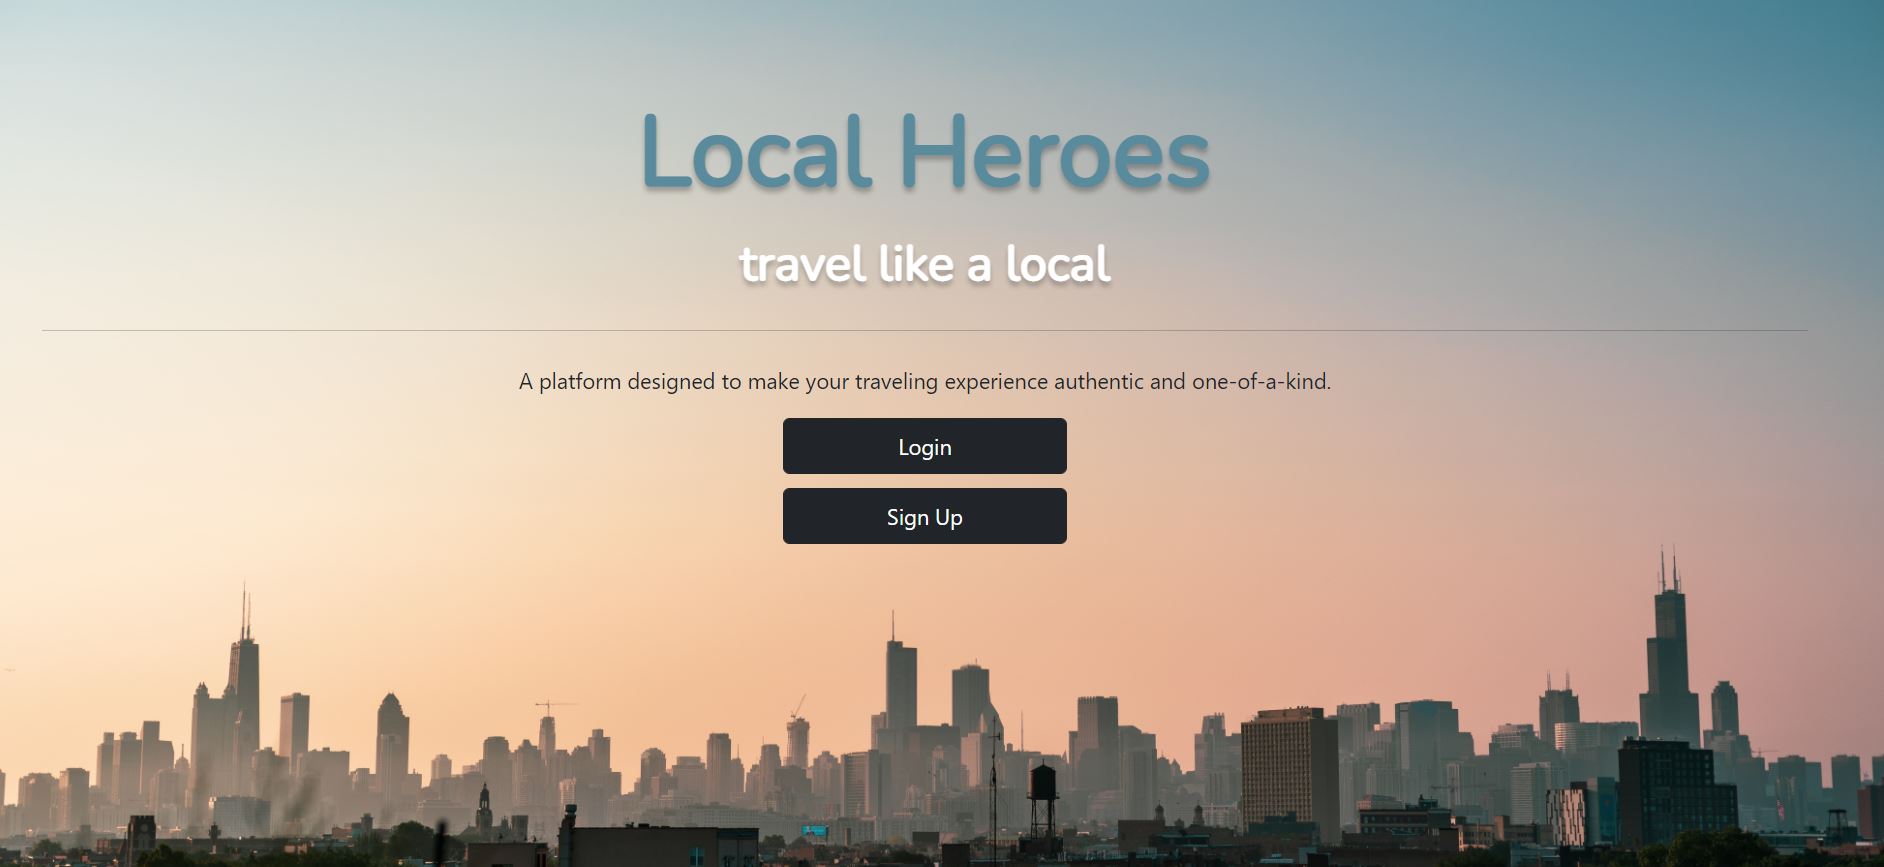 Local Heroes
travel like a local
A platform designed to make your traveling experience authentic and one-of-a-kind.
Login
Sign Up